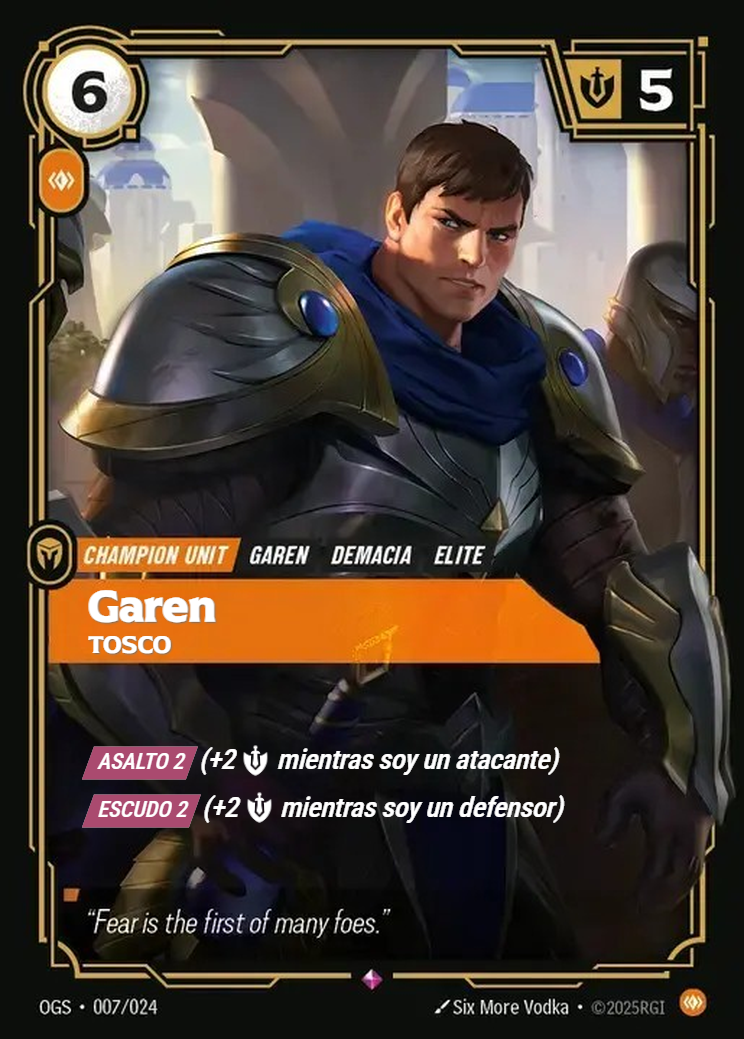 6
5
CHAMPION UNIT GAREN DEMACIA ELITE
Garen
TOSCO
ASALTO 2 (+2 mientras soy un atacante)
ESCUDO 2 (+2 mientras soy un defensor)
“Fear is the first of many foes.”
OGS • 007/024
Six More Vodka • ©2025RGI